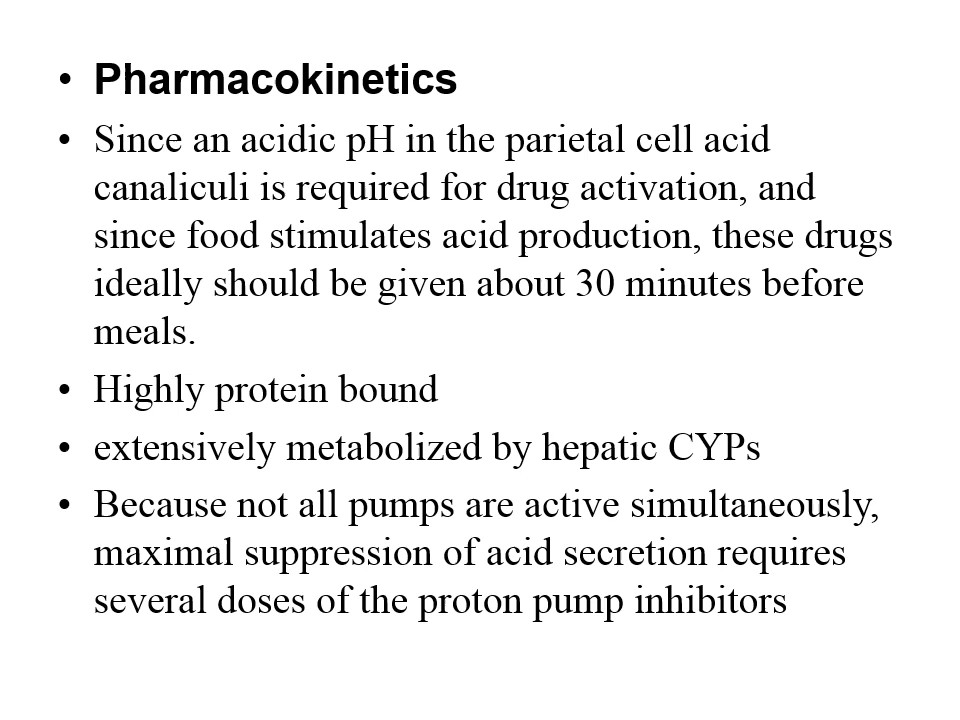 • Pharmacokinetics
• Since an acidic pH in the parietal cell acid
canaliculi is required for drug activation, and
since food stimulates acid production, these drugs
ideally should be given about 30 minutes before
meals.
• Highly protein bound
• extensively metabolized by hepatic CYPs
• Because not all pumps are active simultaneously,
maximal suppression of acid secretion requires
several doses of the proton pump inhibitors